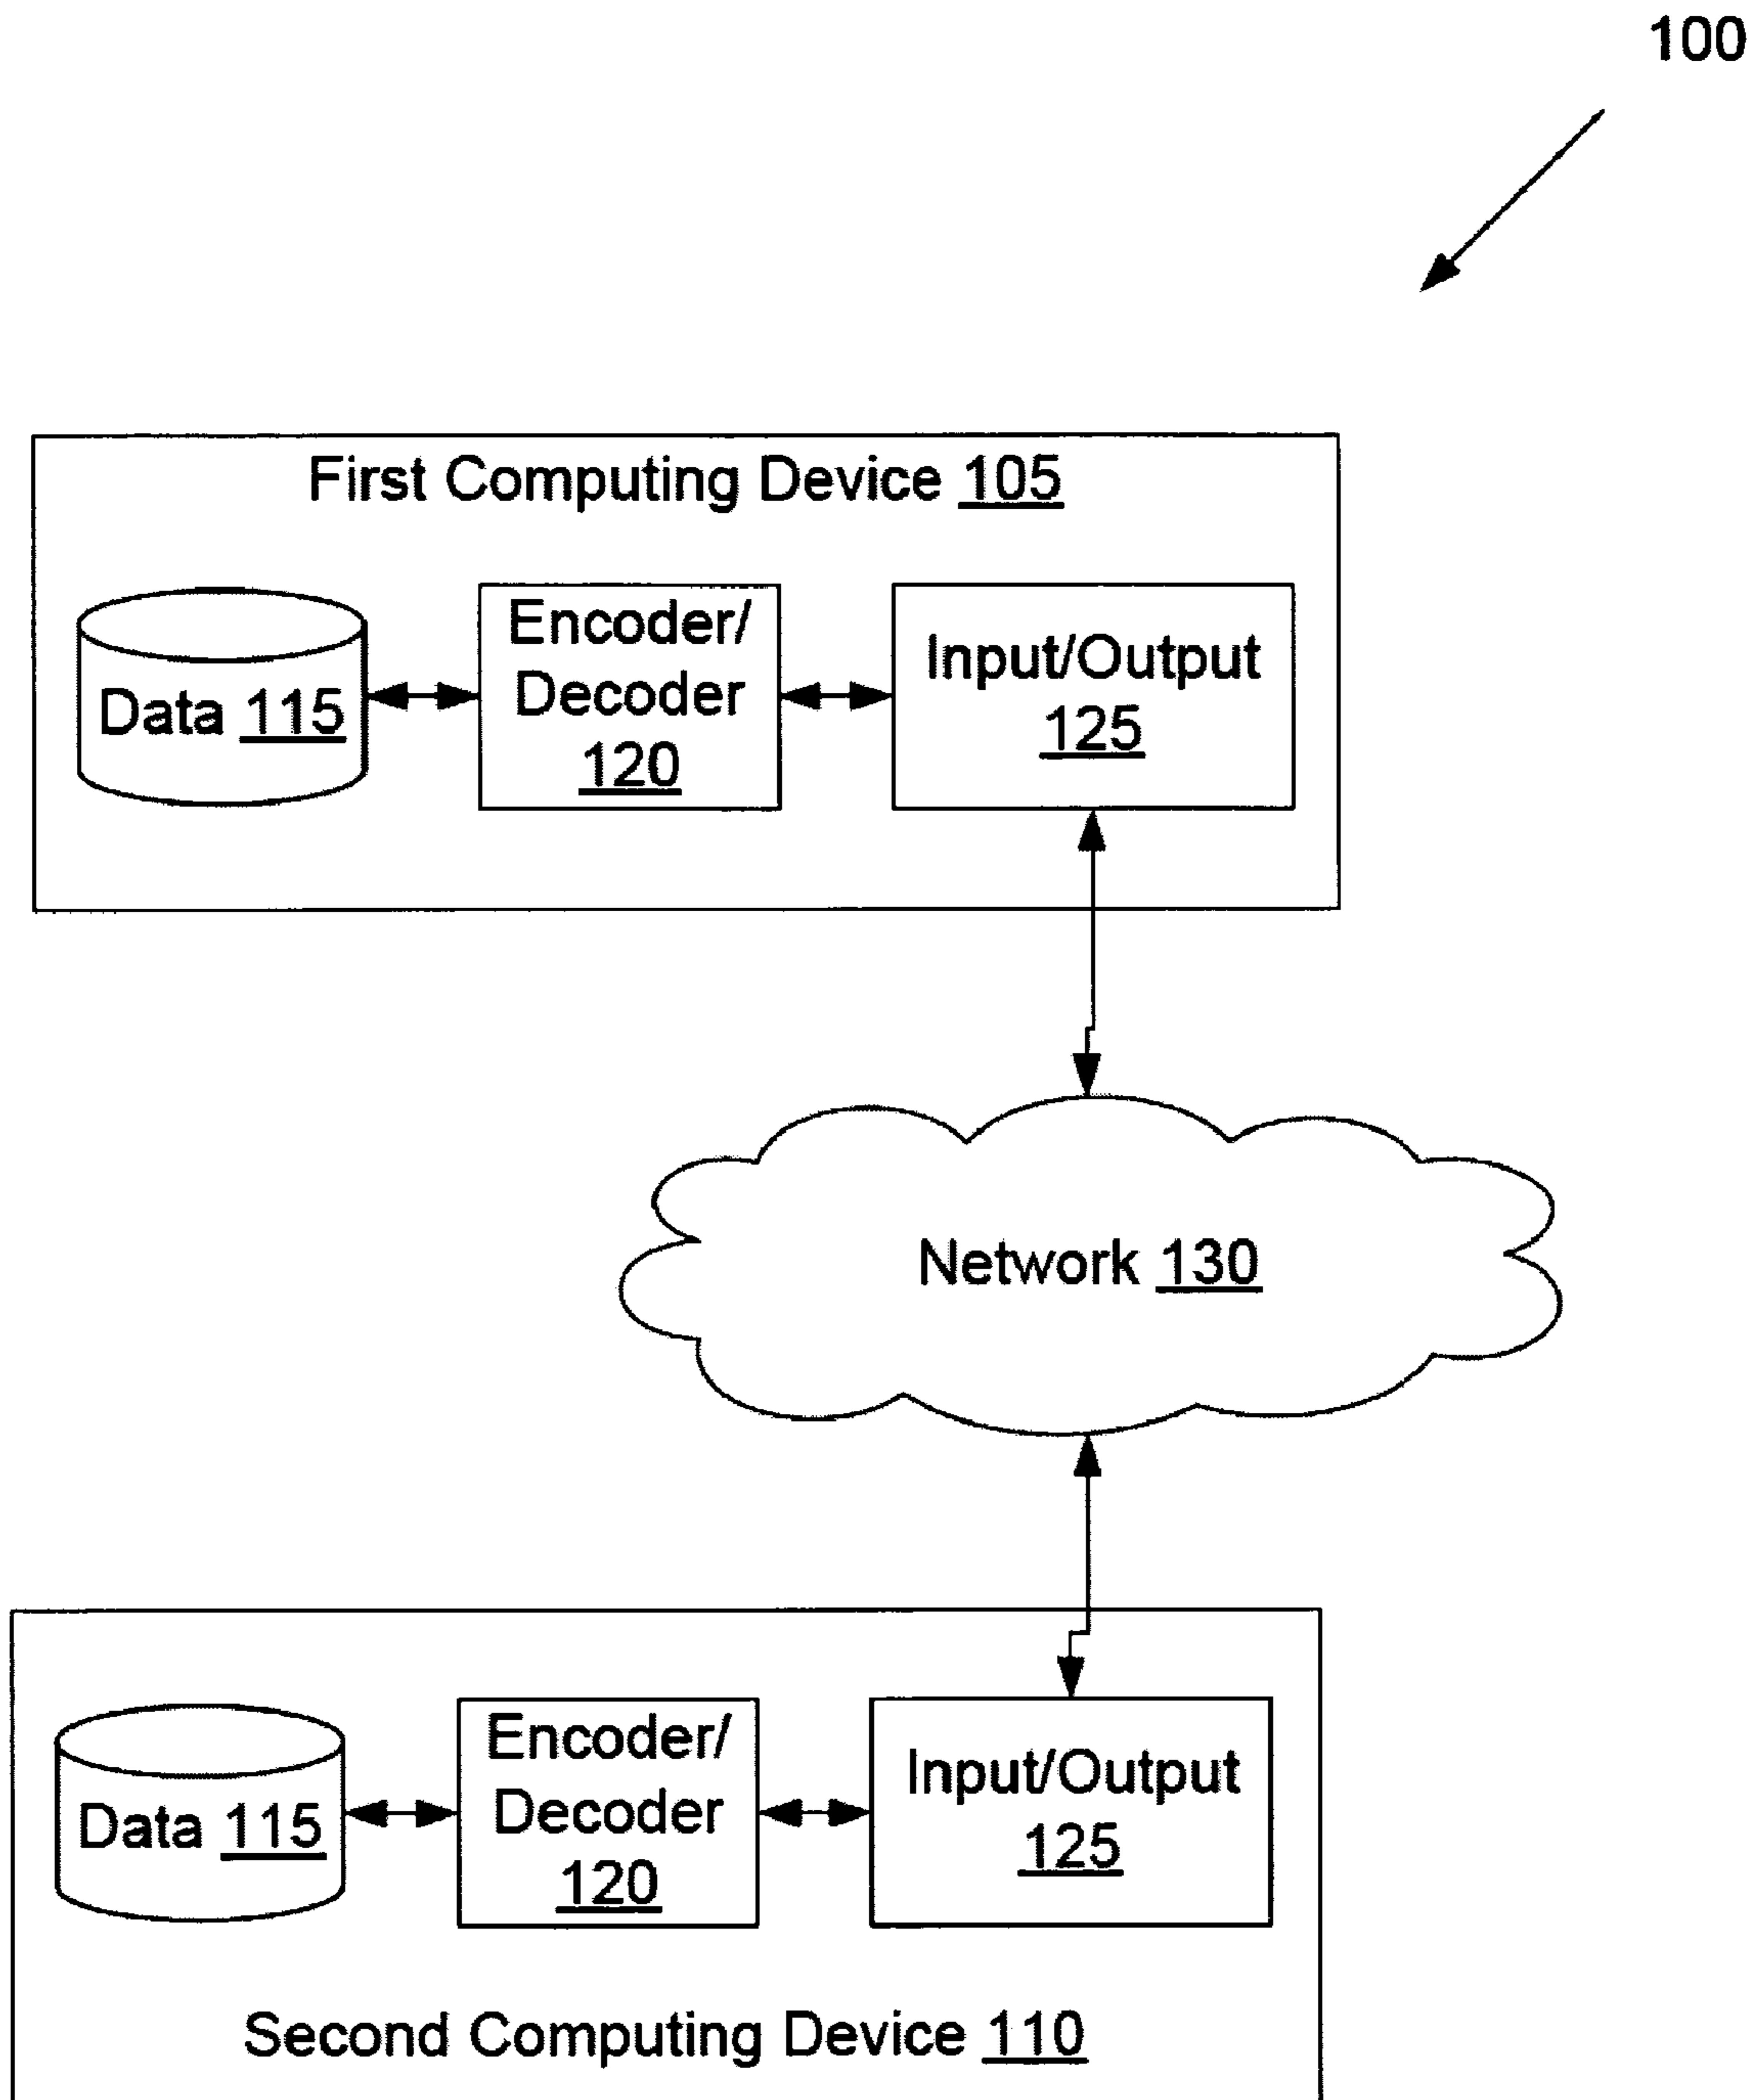 100
First Computing Device 105
Data 115
Encoder/
Decoder
120
Input/Output
125
Network 130
Data 115
Encoder/
Decoder
120
Input/Output
125
Second Computing Device 110